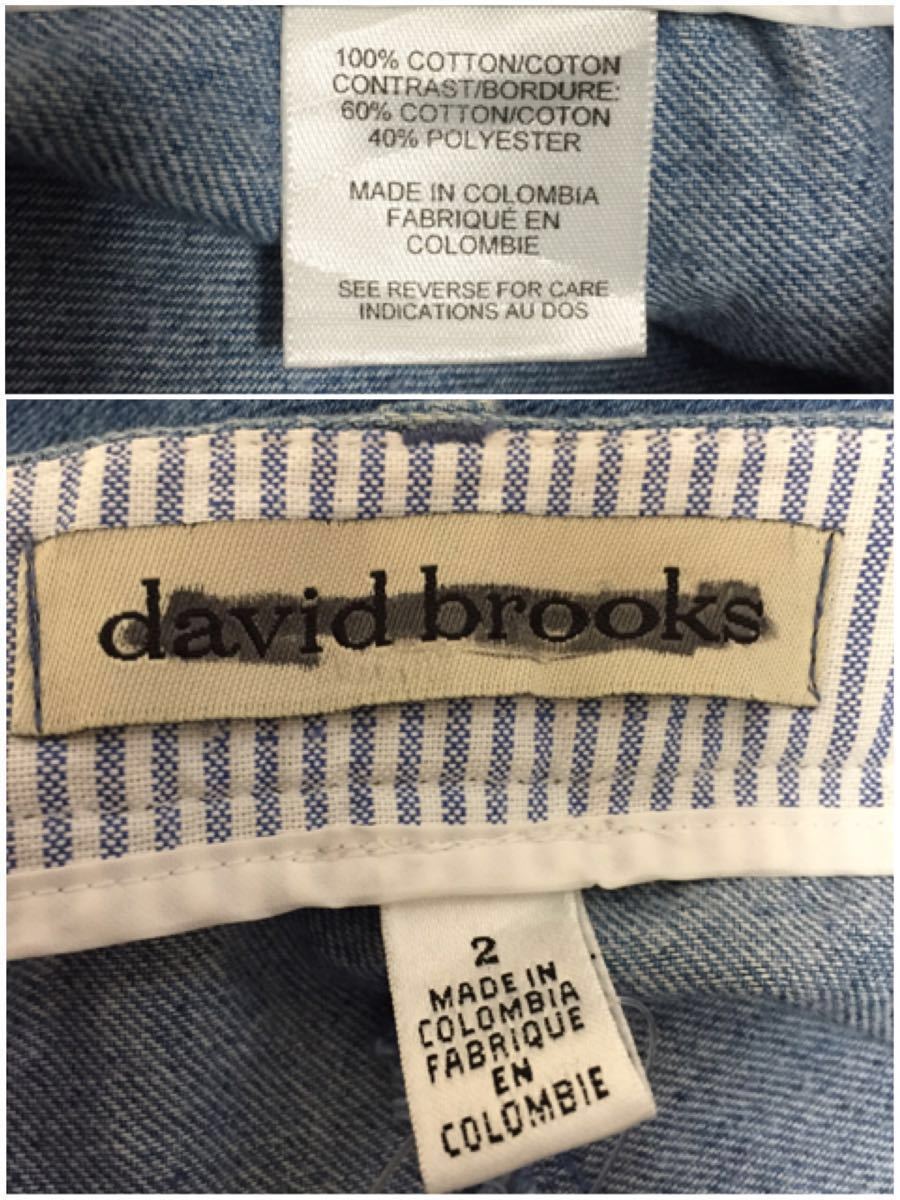 100% COTTON/COTON
CONTRAST/BORDURE:
60% COTTON/COTON
40% POLYESTER
MADE IN COLOMBIA
FABRIQUÉ EN
COLOMBIE
SEE REVERSE FOR CARE
INDICATIONS AU DOS
david brooks
2
MADE IN
COLOMBIA
FABRIQUE
EN
COLOMBIE